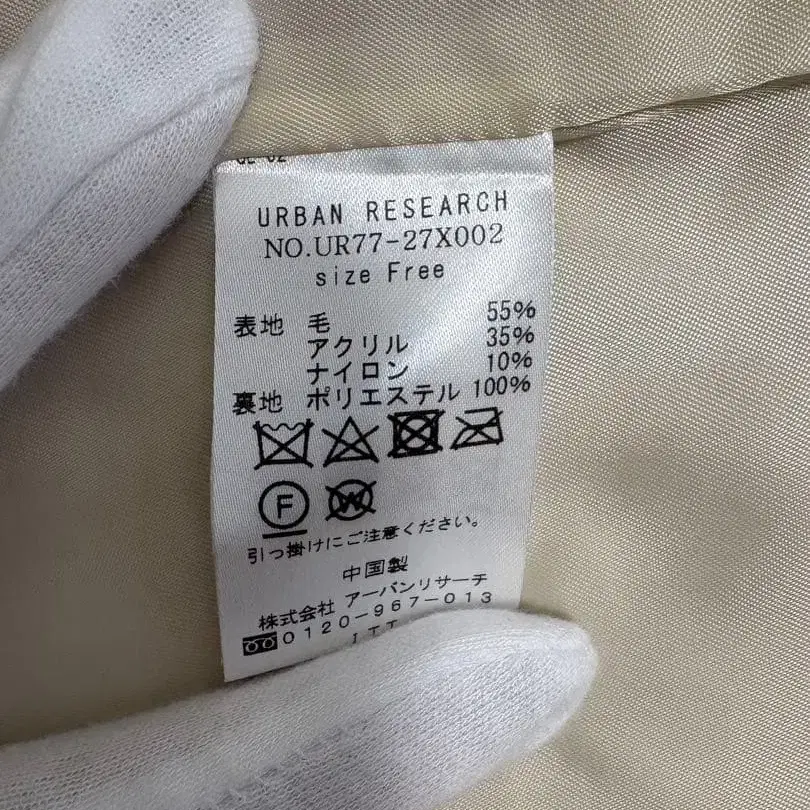 URBAN RESEARCH
NO.UR77-27X002
size Free
表地 毛 55%
アクリル 35%
ナイロン 10%
裏地 ポリエステル 100%
F
W
引っ掛けにご注意ください。
中国製
株式会社 アーバンリサーチ
0120-967-013